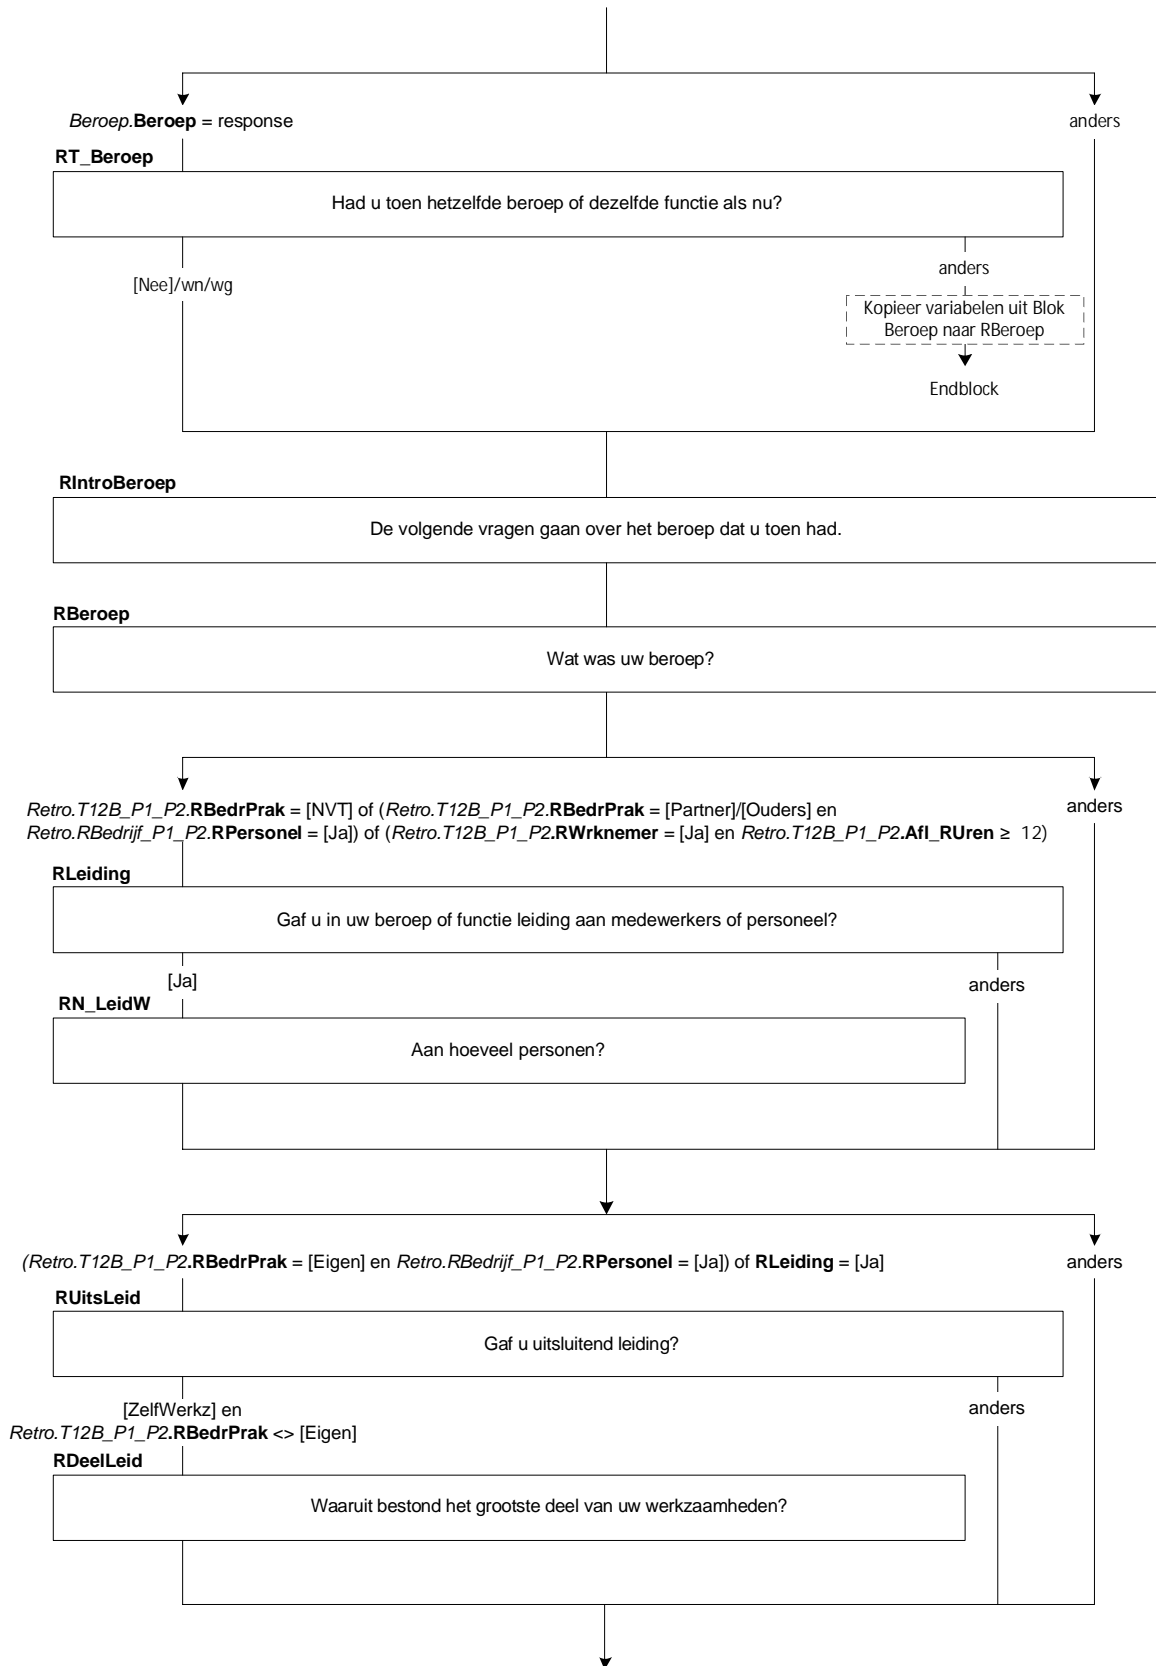 Beroep.Beroep = response
anders
RT_Beroep
Had u toen hetzelfde beroep of dezelfde functie als nu?
[Nee]/wn/wg
anders
Kopieer variabelen uit Blok
Beroep naar RBeroep
Endblock
RIntroBeroep
De volgende vragen gaan over het beroep dat u toen had.
RBeroep
Wat was uw beroep?
Retro.T12B_P1_P2.RBedrPrak = [NVT] of (Retro.T12B_P1_P2.RBedrPrak = [Partner]/[Ouders] en
anders
Retro.RBedrijf_P1_P2.RPersonel = [Ja]) of (Retro.T12B_P1_P2.RWrknemer = [Ja] en Retro.T12B_P1_P2.Afl_RUren ≥ 12)
RLeiding
Gaf u in uw beroep of functie leiding aan medewerkers of personeel?
[Ja]
anders
RN_LeidW
Aan hoeveel personen?
(Retro.T12B_P1_P2.RBedrPrak = [Eigen] en Retro.RBedrijf_P1_P2.RPersonel = [Ja]) of RLeiding = [Ja]
anders
RUitsLeid
Gaf u uitsluitend leiding?
[ZelfWerkz] en
anders
Retro.T12B_P1_P2.RBedrPrak <> [Eigen]
RDeelLeid
Waaruit bestond het grootste deel van uw werkzaamheden?